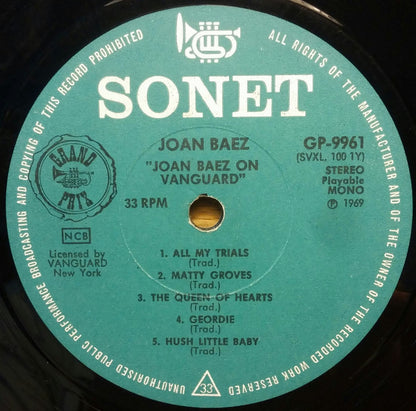 ALL RIGHTS OF THE MANUFACTURER AND OF THE OWNER OF THE RECORDED WORK RESERVED
UNAUTHORISED PUBLIC PERFORMANCE BROADCASTING AND COPYING OF THIS RECORD PROHIBITED
SONET
JOAN BAEZ
"JOAN BAEZ ON
VANGUARD"
33 RPM
GP-9961
(SVXL. 100 1Y)
STEREO
Playable
MONO
Ⓟ 1969
GRAND
PRIX
NCB
Licensed by
VANGUARD
New York
1. ALL MY TRIALS
(Trad.)
2. MATTY GROVES
(Trad.)
3. THE QUEEN OF HEARTS
(Trad.)
4. GEORDIE
(Trad.)
5. HUSH LITTLE BABY
(Trad.)
33